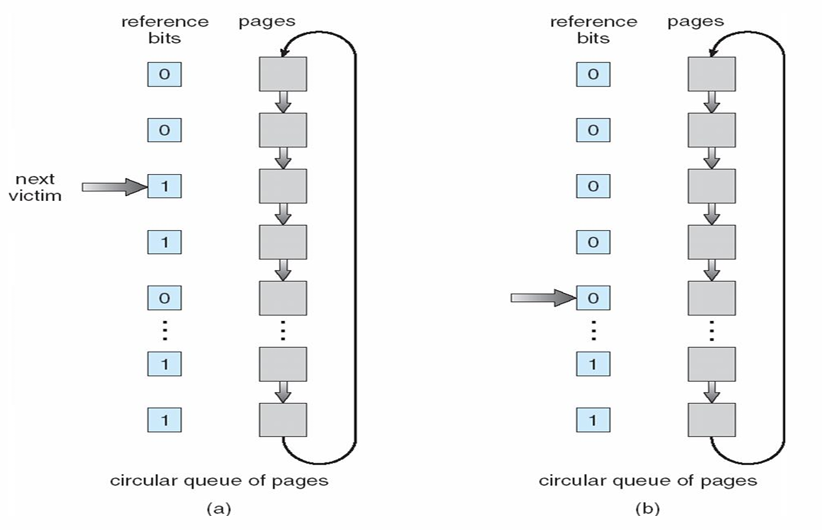 reference bits
pages
0
0
next victim
1
1
0
1
1
circular queue of pages
(a)
reference bits
pages
0
0
0
0
0
1
1
circular queue of pages
(b)